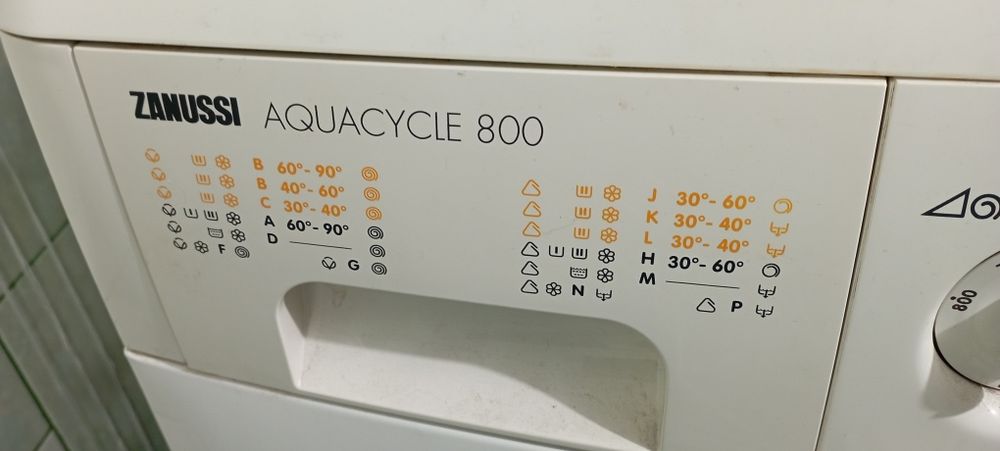 ZANUSSI AQUACYCLE 800
B 60°-90°
B 40°-60°
C 30°-40°
A 60°-90°
D
F
G
J 30°-60°
K 30°-40°
L 30°-40°
H 30°-60°
M
N
P
800